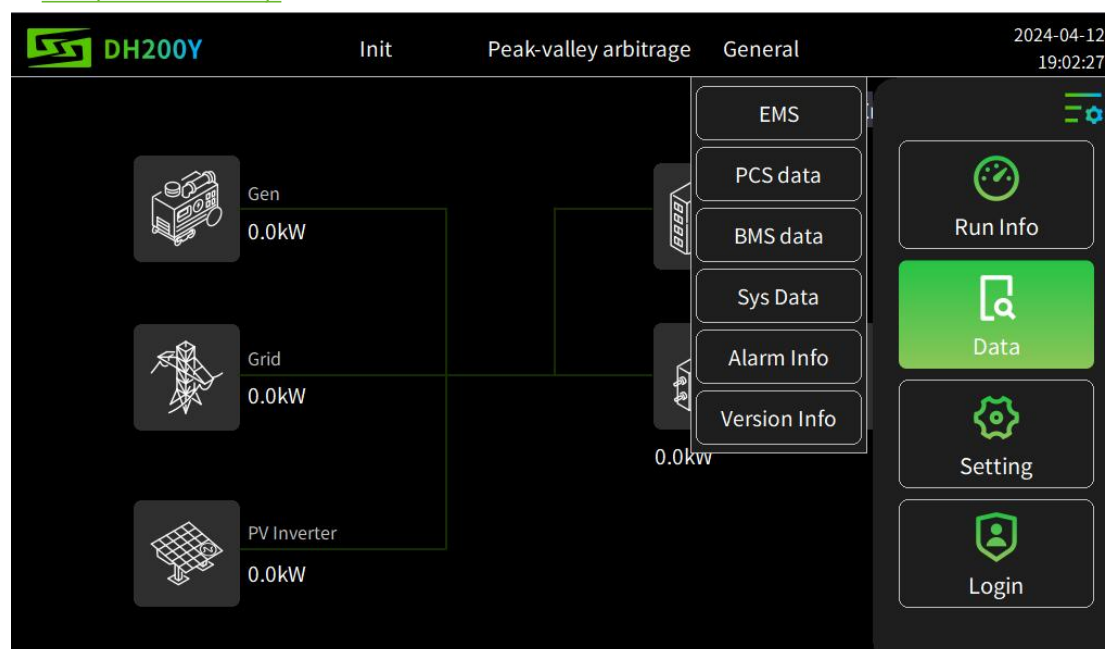 DH200Y
Init
Peak-valley arbitrage
General
2024-04-12
19:02:27
EMS
PCS data
BMS data
Sys Data
Alarm Info
Version Info
Run Info
Data
Setting
Login
Gen
0.0kW
Grid
0.0kW
0.0kW
PV Inverter
0.0kW